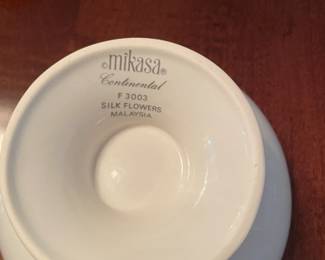 ©mikasa®
Continental
F 3003
SILK FLOWERS
MALAYSIA